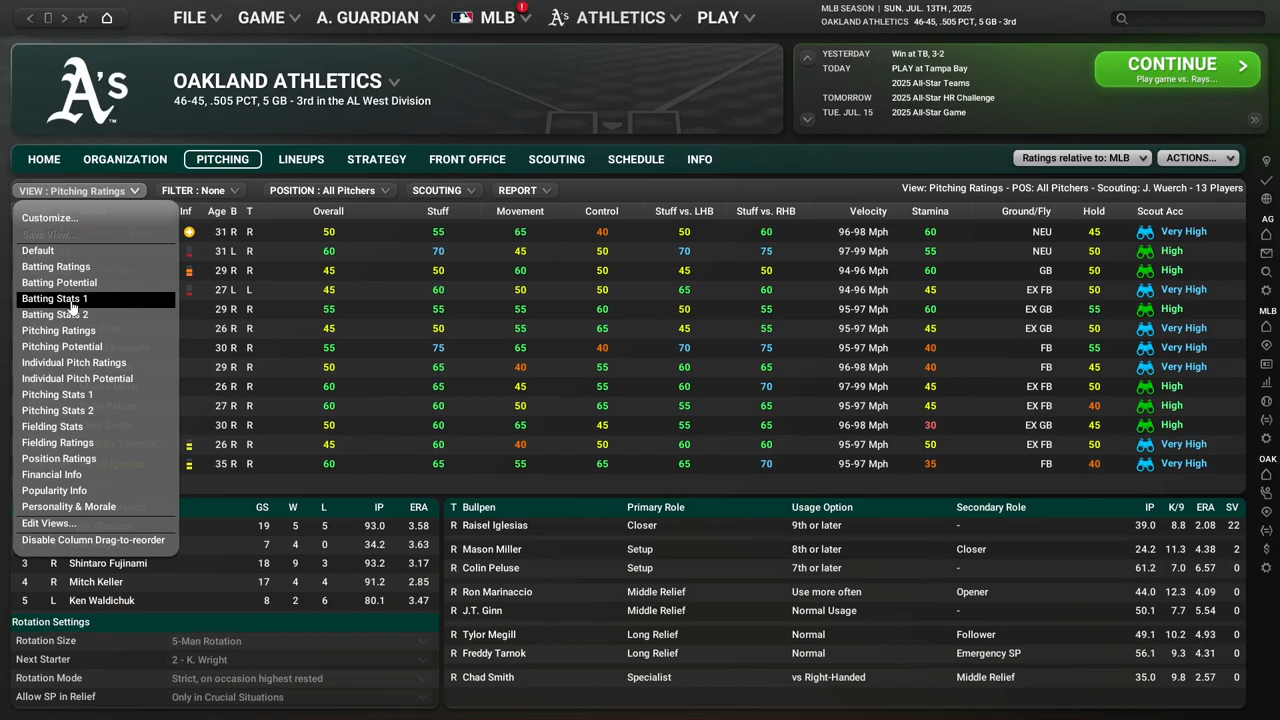 FILE GAME A. GUARDIAN MLB ! A's ATHLETICS PLAY
MLB SEASON | SUN. JUL. 13TH , 2025
OAKLAND ATHLETICS 46-45, .505 PCT, 5 GB - 3rd
A's
OAKLAND ATHLETICS
46-45, .505 PCT, 5 GB - 3rd in the AL West Division
YESTERDAY Win at TB, 3-2
TODAY PLAY at Tampa Bay
2025 All-Star Teams
TOMORROW 2025 All-Star HR Challenge
TUE. JUL. 15 2025 All-Star Game
CONTINUE
Play game vs. Rays...
HOME ORGANIZATION PITCHING LINEUPS STRATEGY FRONT OFFICE SCOUTING SCHEDULE INFO Ratings relative to: MLB ACTIONS...
VIEW : Pitching Ratings FILTER : None POSITION : All Pitchers SCOUTING REPORT View: Pitching Ratings - POS: All Pitchers - Scouting: J. Wuerch - 13 Players
Customize...
Save View...
Default
Batting Ratings
Batting Potential
Batting Stats 1
Batting Stats 2
Pitching Ratings
Pitching Potential
Individual Pitch Ratings
Individual Pitch Potential
Pitching Stats 1
Pitching Stats 2
Fielding Stats
Fielding Ratings
Position Ratings
Financial Info
Popularity Info
Personality & Morale
Edit Views...
Disable Column Drag-to-reorder
Inf Age B T Overall Stuff Movement Control Stuff vs. LHB Stuff vs. RHB Velocity Stamina Ground/Fly Hold Scout Acc
31 R R 50 55 65 40 50 60 96-98 Mph 60 NEU 45 Very High
31 L R 60 70 45 50 70 75 97-99 Mph 55 NEU 50 High
29 R R 45 50 60 50 45 50 94-96 Mph 60 GB 50 High
27 L L 45 60 40 50 60 60 94-96 Mph 65 EX FB 50 Very High
29 R R 55 55 55 55 55 55 94-96 Mph 60 EX GB 55 High
26 R R 45 50 55 50 45 55 95-97 Mph 45 EX GB 50 Very High
30 R R 55 75 65 40 70 75 95-97 Mph 40 FB 55 Very High
29 R R 50 65 40 65 60 65 95-97 Mph 40 FB 45 Very High
26 R R 60 65 45 65 60 70 97-99 Mph 45 EX FB 50 High
27 R R 55 60 50 65 55 65 95-97 Mph 45 EX FB 40 High
30 R R 50 60 45 65 55 65 96-98 Mph 30 EX GB 45 High
26 R R 45 60 40 50 60 60 95-97 Mph 50 EX FB 50 Very High
35 R R 60 65 55 55 65 70 95-97 Mph 35 FB 40 Very High
GS W L IP ERA
19 5 5 93.0 3.58
7 4 0 34.2 3.63
3 R Shintaro Fujinami 18 9 3 93.2 3.17
4 R Mitch Keller 17 4 4 91.2 2.85
5 L Ken Waldichuk 8 2 6 80.1 3.47
Rotation Settings
Rotation Size 5-Man Rotation
Next Starter 2 - K. Wright
Rotation Mode Strict, on occasion highest rested
Allow SP in Relief Only in Crucial Situations
T Bullpen Primary Role Usage Option Secondary Role IP K/9 ERA SV
R Raisel Iglesias Closer 9th or later - 39.0 8.8 2.08 22
R Mason Miller Setup 8th or later Closer 24.2 11.3 4.38 2
R Colin Peluse Setup 7th or later - 61.2 7.0 6.57 0
R Ron Marinaccio Middle Relief Use more often Opener 44.0 12.3 4.09 0
R J.T. Ginn Middle Relief Normal Usage - 50.1 7.7 5.54 0
R Tylor Megill Long Relief Normal Follower 49.1 10.2 4.93 0
R Freddy Tarnok Long Relief Normal Emergency SP 56.1 9.3 4.31 0
R Chad Smith Specialist vs Right-Handed Middle Relief 35.0 9.8 2.57 0
AG
MLB
OAK